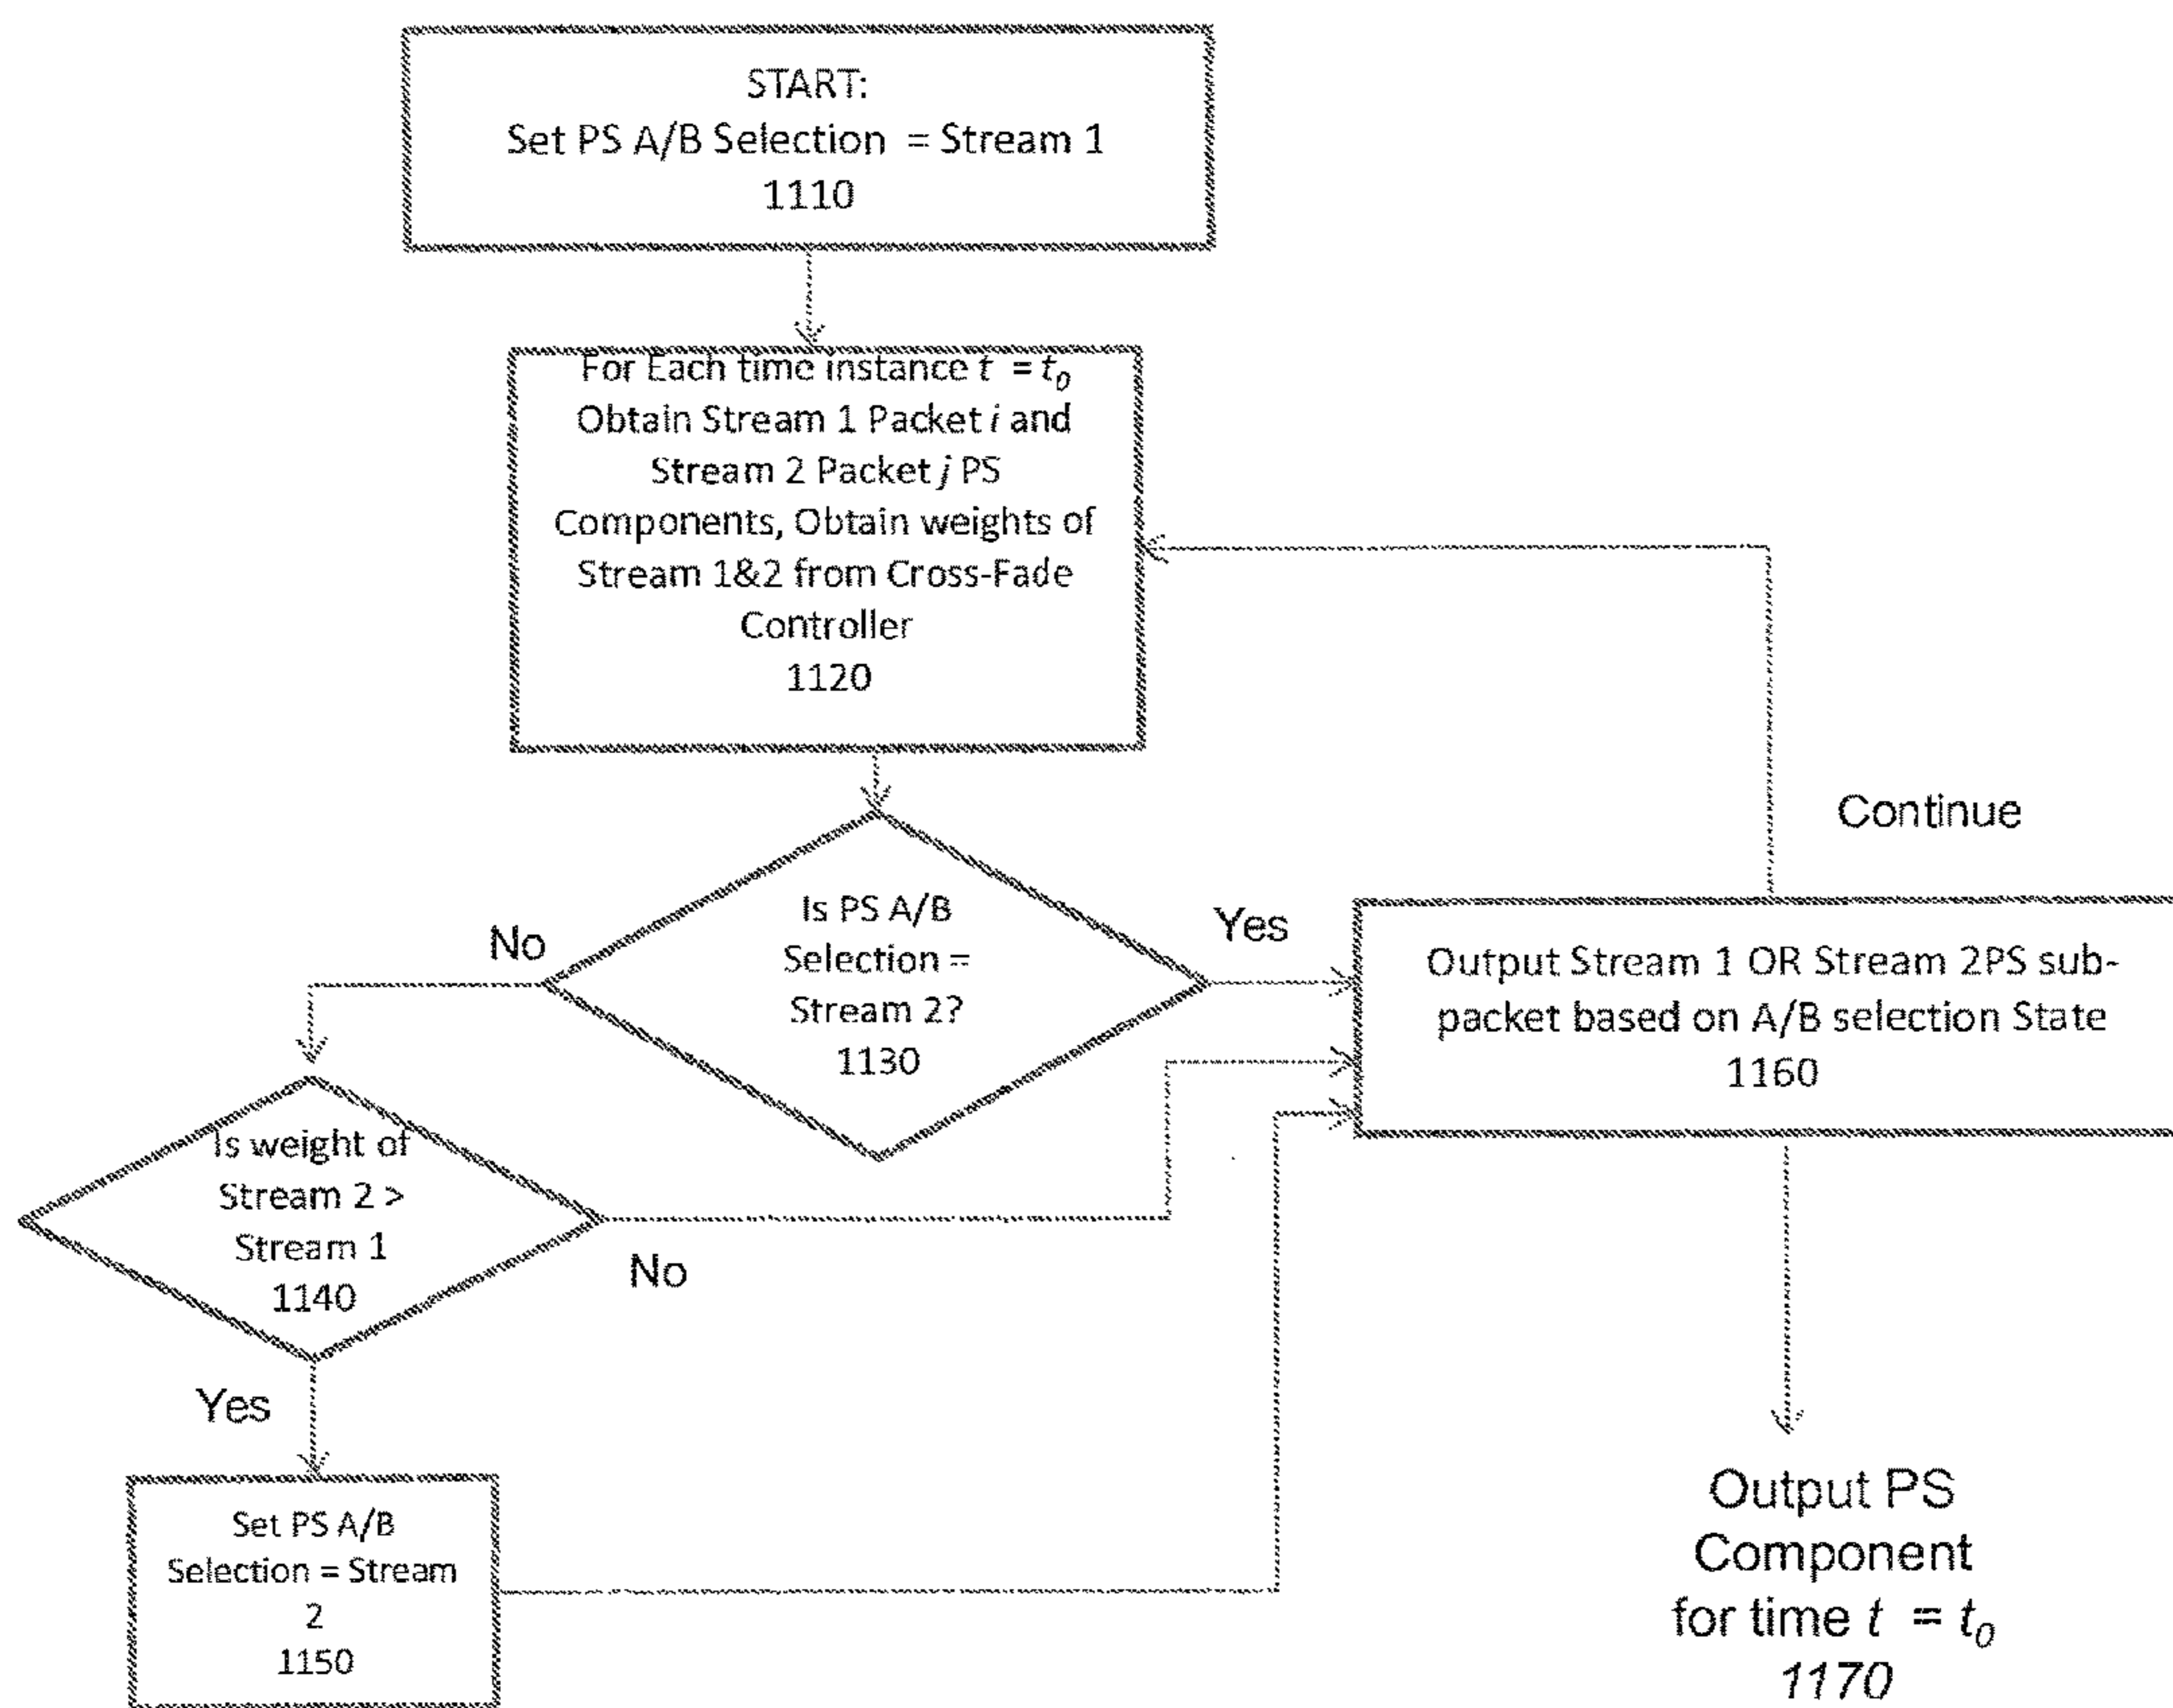 START:
Set PS A/B Selection = Stream 1
1110
For Each time instance t = t0
Obtain Stream 1 Packet i and
Stream 2 Packet j PS
Components, Obtain weights of
Stream 1&2 from Cross-Fade
Controller
1120
Continue
Is PS A/B
Selection =
Stream 2?
1130
No
Yes
Output Stream 1 OR Stream 2PS sub-
packet based on A/B selection State
1160
Is weight of
Stream 2 >
Stream 1
1140
No
Yes
Set PS A/B
Selection = Stream
2
1150
Output PS
Component
for time t = t0
1170